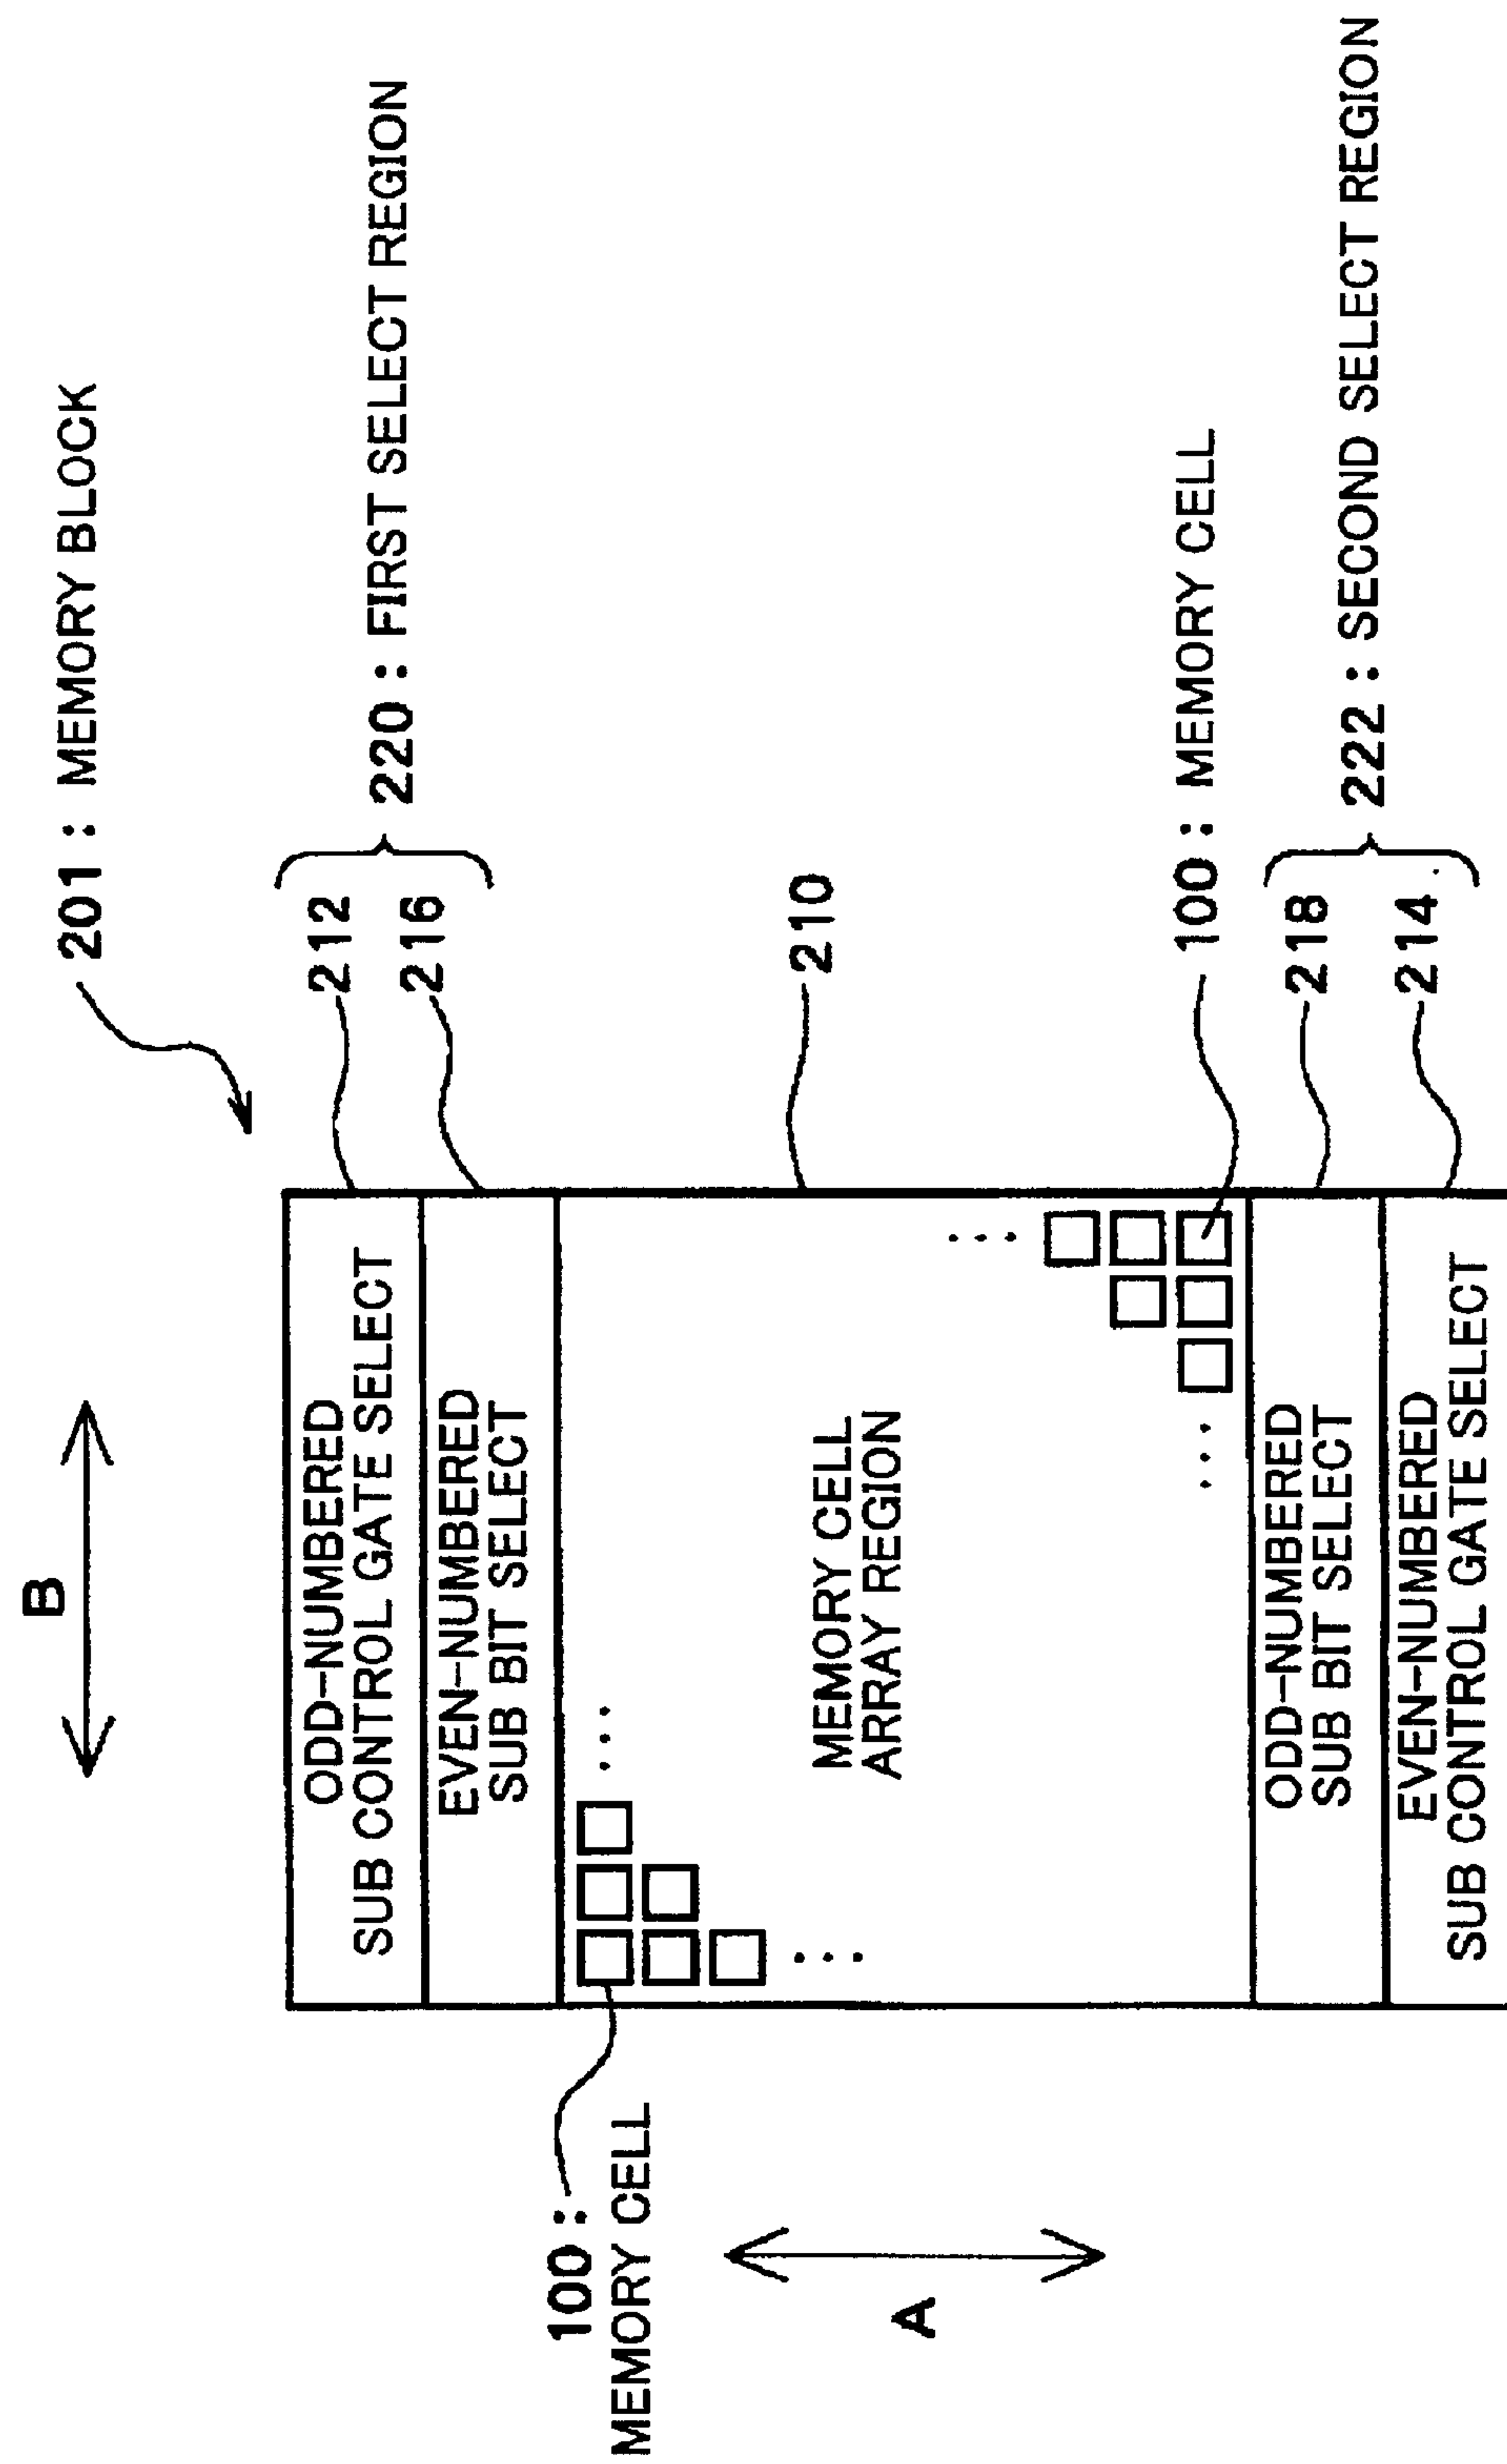 201 : MEMORY BLOCK
B
ODD-NUMBERED
SUB CONTROL GATE SELECT
212
EVEN-NUMBERED
SUB BIT SELECT
216
220 : FIRST SELECT REGION
100 :
MEMORY CELL
MEMORY CELL
ARRAY REGION
210
A
100 : MEMORY CELL
ODD-NUMBERED
SUB BIT SELECT
218
EVEN-NUMBERED
SUB CONTROL GATE SELECT
214
222 : SECOND SELECT REGION